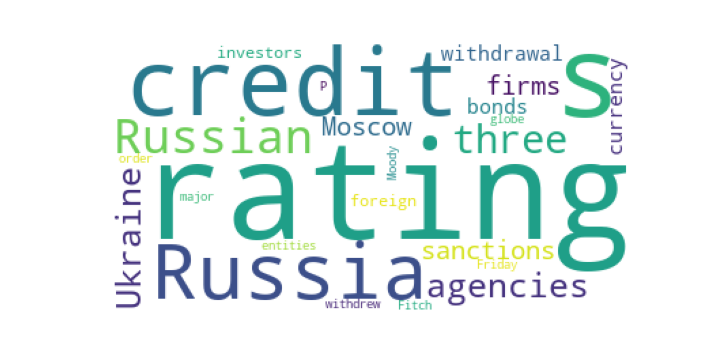 investors
withdrawal
credit
s
P
firms
currency
bonds
globe
Russian
Moscow
three
order
rating
Moody
Ukraine
major
foreign
entities
sanctions
Russia
Friday
agencies
withdrew
Fitch